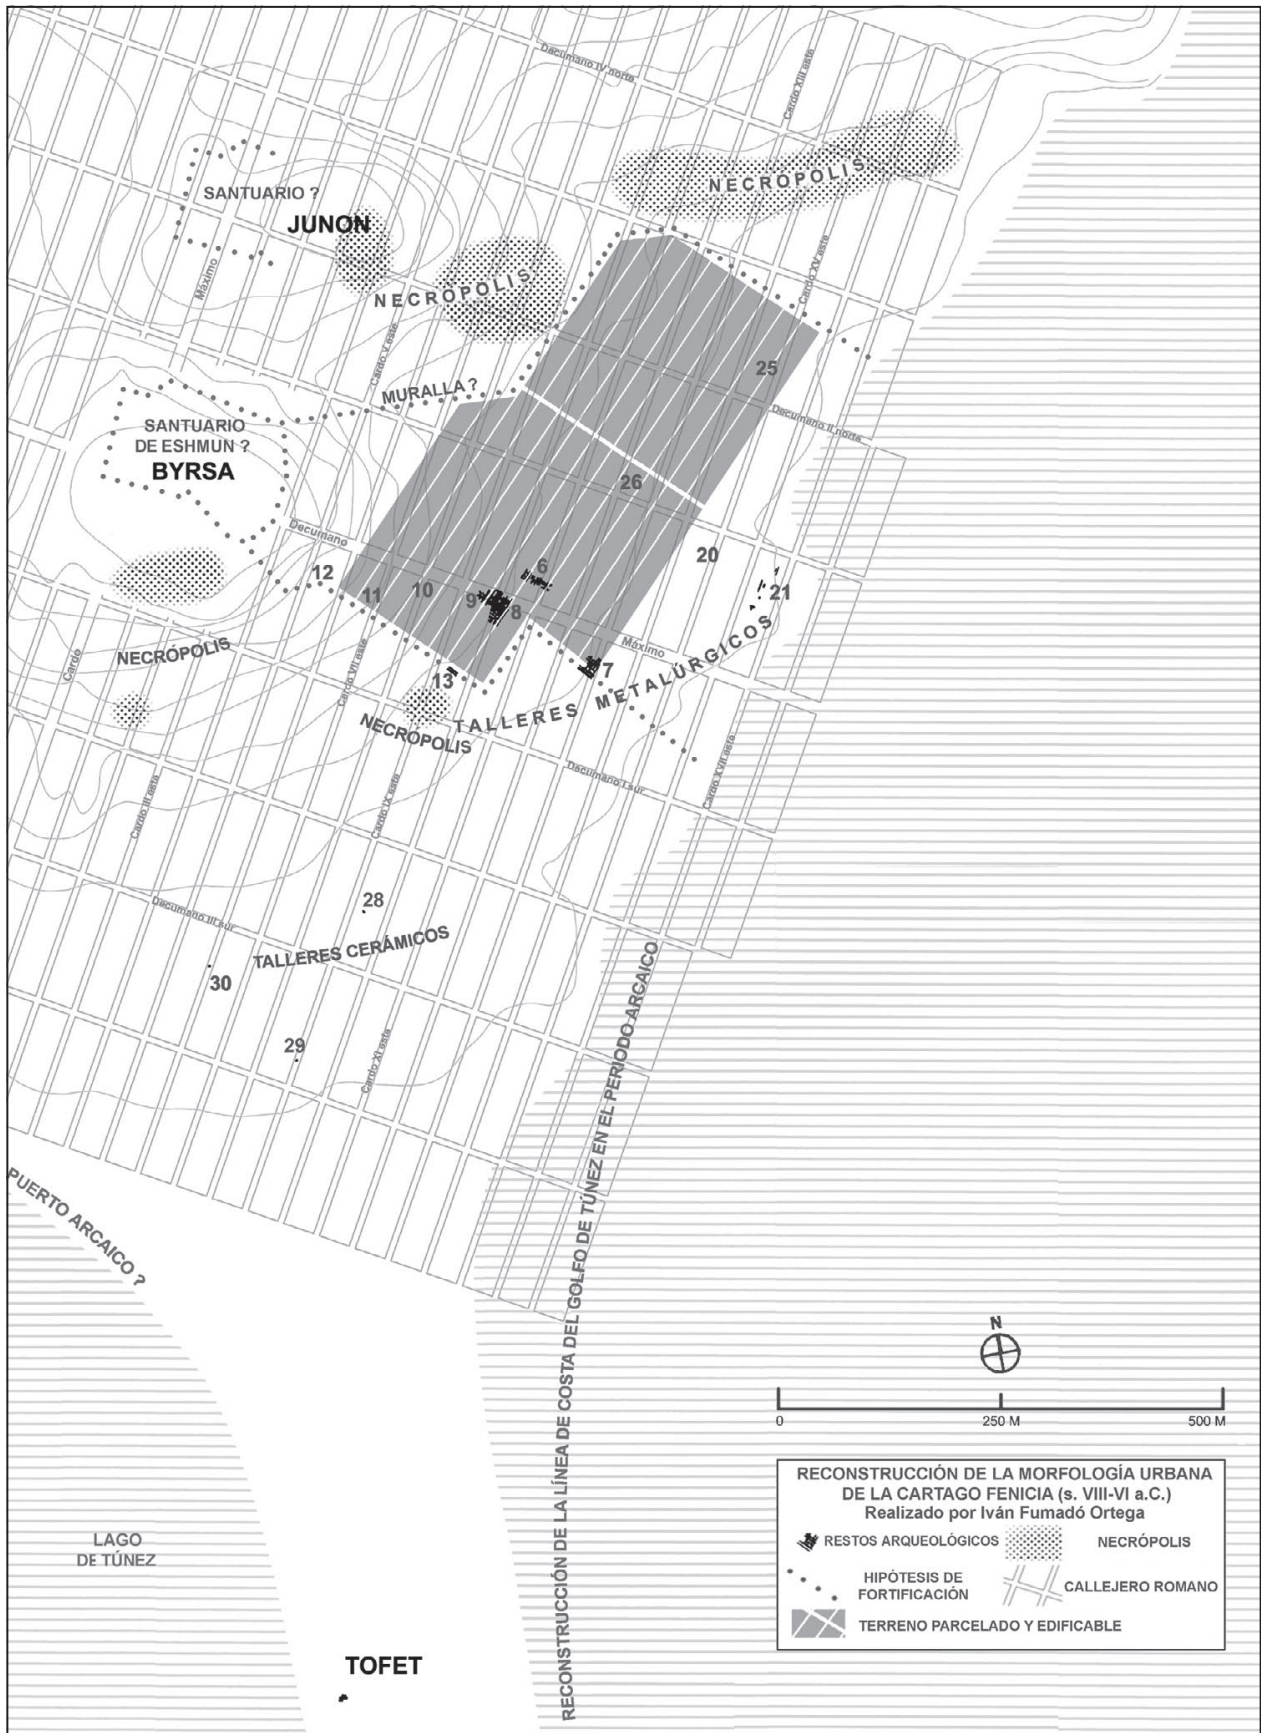 Decumano IV norte
Cardo XIII este
NECRÓPOLIS
SANTUARIO ?
JUNON
Máximo
NECRÓPOLIS
Cardo XV este
Cardo V este
25
MURALLA ?
Decumano II norte
SANTUARIO
DE ESHMUN ?
BYRSA
26
Decumano
20
12
11
10
9
6
8
21
Máximo
NECRÓPOLIS
Cardo
Cardo VII este
13
7
TALLERES METALÚRGICOS
NECRÓPOLIS
Decumano I sur
Cardo XVII este
Cardo III este
Cardo IX este
28
Decumano III sur
TALLERES CERÁMICOS
30
29
Cardo XI este
RECONSTRUCCIÓN DE LA LÍNEA DE COSTA DEL GOLFO DE TÚNEZ EN EL PERIODO ARCAICO
PUERTO ARCAICO ?
N
0 250 M 500 M
RECONSTRUCCIÓN DE LA MORFOLOGÍA URBANA
DE LA CARTAGO FENICIA (s. VIII-VI a.C.)
Realizado por Iván Fumadó Ortega
RESTOS ARQUEOLÓGICOS
NECRÓPOLIS
HIPÓTESIS DE
FORTIFICACIÓN
CALLEJERO ROMANO
TERRENO PARCELADO Y EDIFICABLE
LAGO
DE TÚNEZ
TOFET